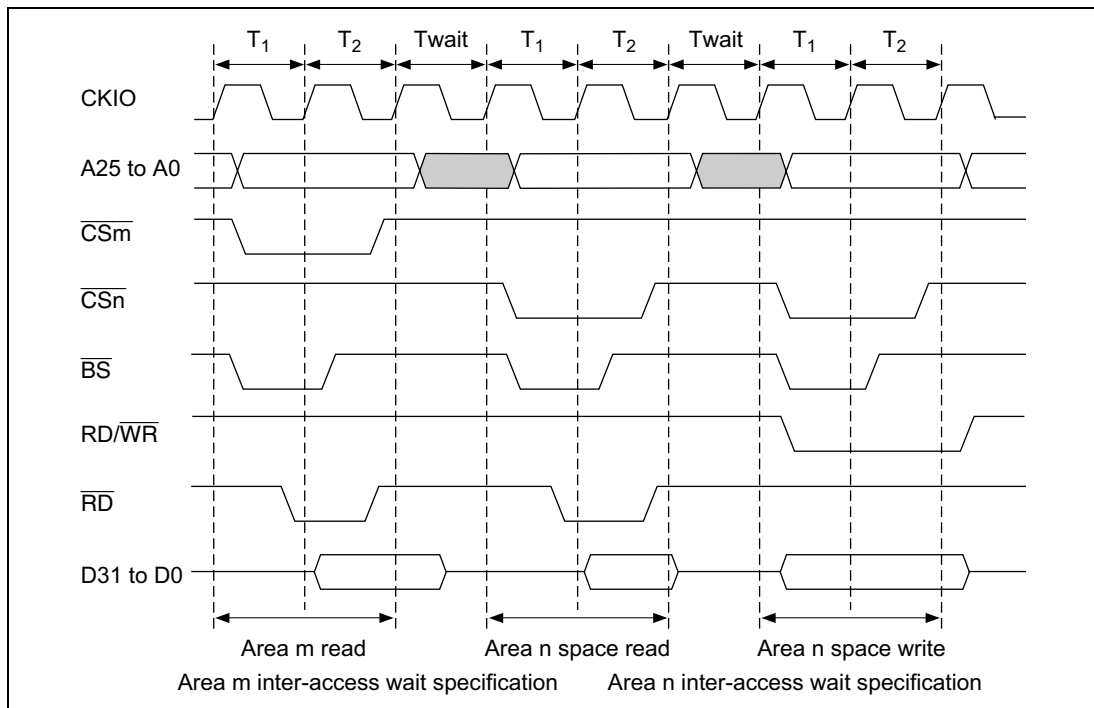 T1 T2 Twait T1 T2 Twait T1 T2
CKIO
A25 to A0
CSm
CSn
BS
RD/WR
RD
D31 to D0
Area m read Area n space read Area n space write
Area m inter-access wait specification Area n inter-access wait specification